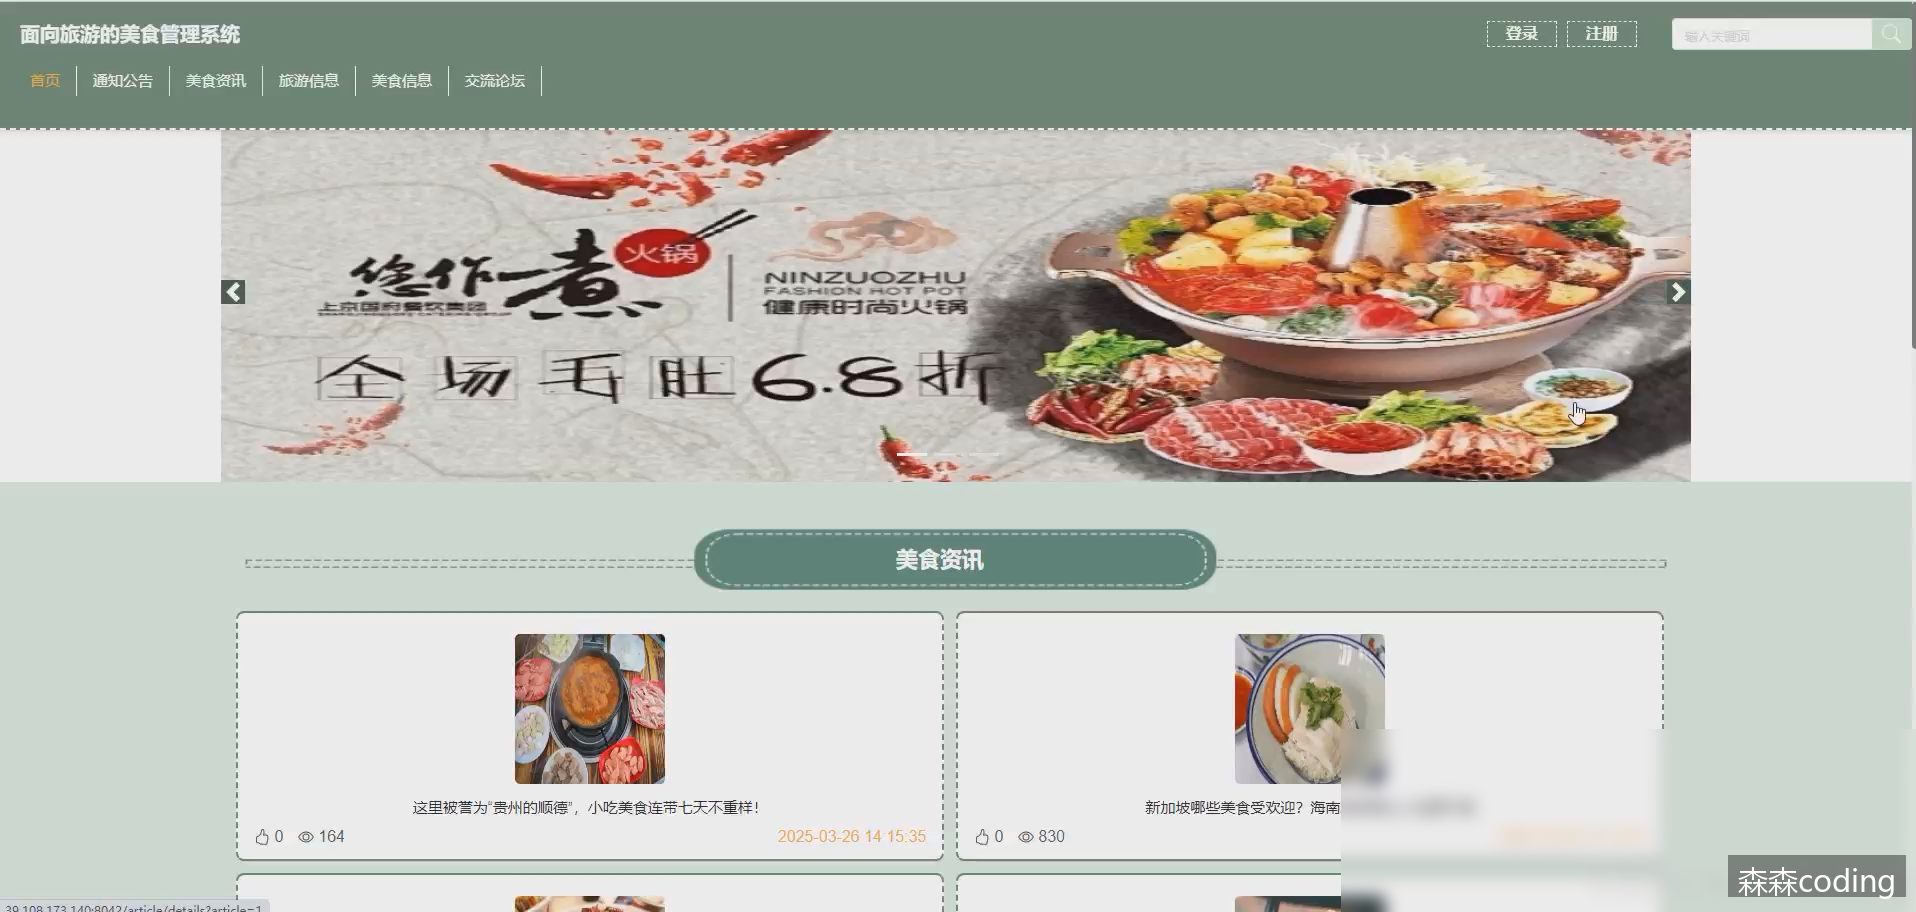 面向旅游的美食管理系统
登录
注册
输入关键词
首页
通知公告
美食资讯
旅游信息
美食信息
交流论坛
您作一煮
火锅
上京国府餐饮集团
NINZUOZHU
FASHION HOT POT
健康时尚火锅
全场毛肚6.8折
美食资讯
这里被誉为“贵州的顺德”，小吃美食连带七天不重样！
0
164
2025-03-26 14:15:35
新加坡哪些美食受欢迎？海南
0
830
森森coding
39.108.173.140:8042/article/details?article=1